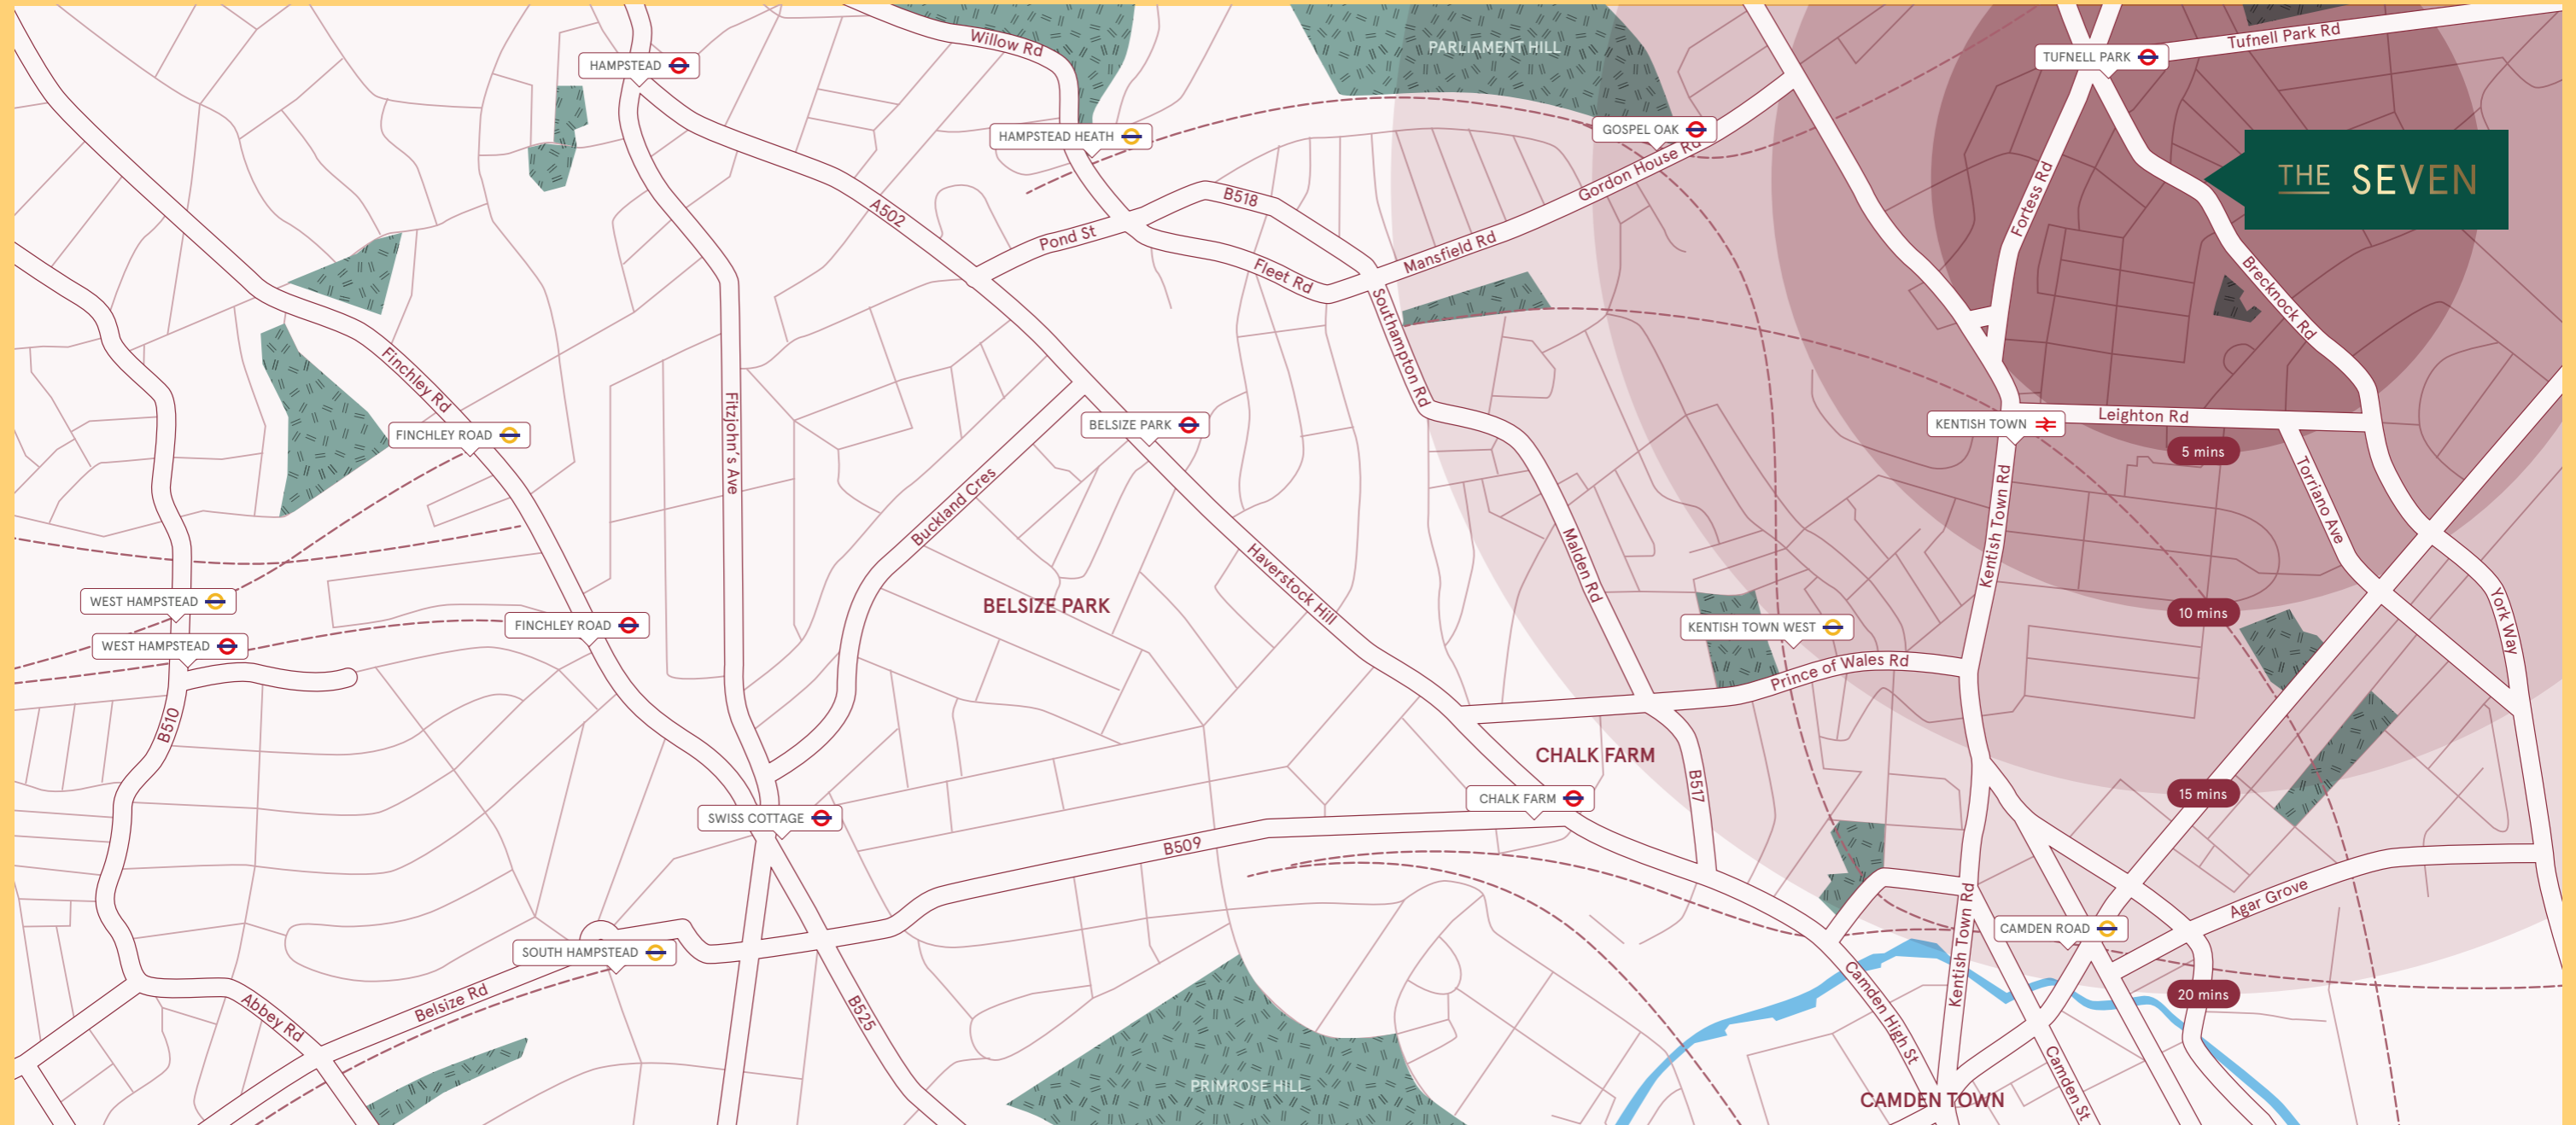 Willow Rd
PARLIAMENT HILL
Tufnell Park Rd
TUFNELL PARK
HAMPSTEAD
HAMPSTEAD HEATH
GOSPEL OAK
Gordon House Rd
THE SEVEN
Fortess Rd
A502
B518
Pond St
Fleet Rd
Mansfield Rd
Southampton Rd
Brecknock Rd
Finchley Rd
FINCHLEY ROAD
Fitzjohn's Ave
BELSIZE PARK
KENTISH TOWN
Leighton Rd
5 mins
Torriano Ave
Buckland Cres
Kentish Town Rd
Haverstock Hill
Malden Rd
WEST HAMPSTEAD
BELSIZE PARK
10 mins
York Way
FINCHLEY ROAD
KENTISH TOWN WEST
WEST HAMPSTEAD
Prince of Wales Rd
B510
CHALK FARM
B517
CHALK FARM
15 mins
SWISS COTTAGE
B509
Agar Grove
Kentish Town Rd
CAMDEN ROAD
SOUTH HAMPSTEAD
20 mins
Belsize Rd
Abbey Rd
B525
Camden High St
PRIMROSE HILL
Camden St
CAMDEN TOWN